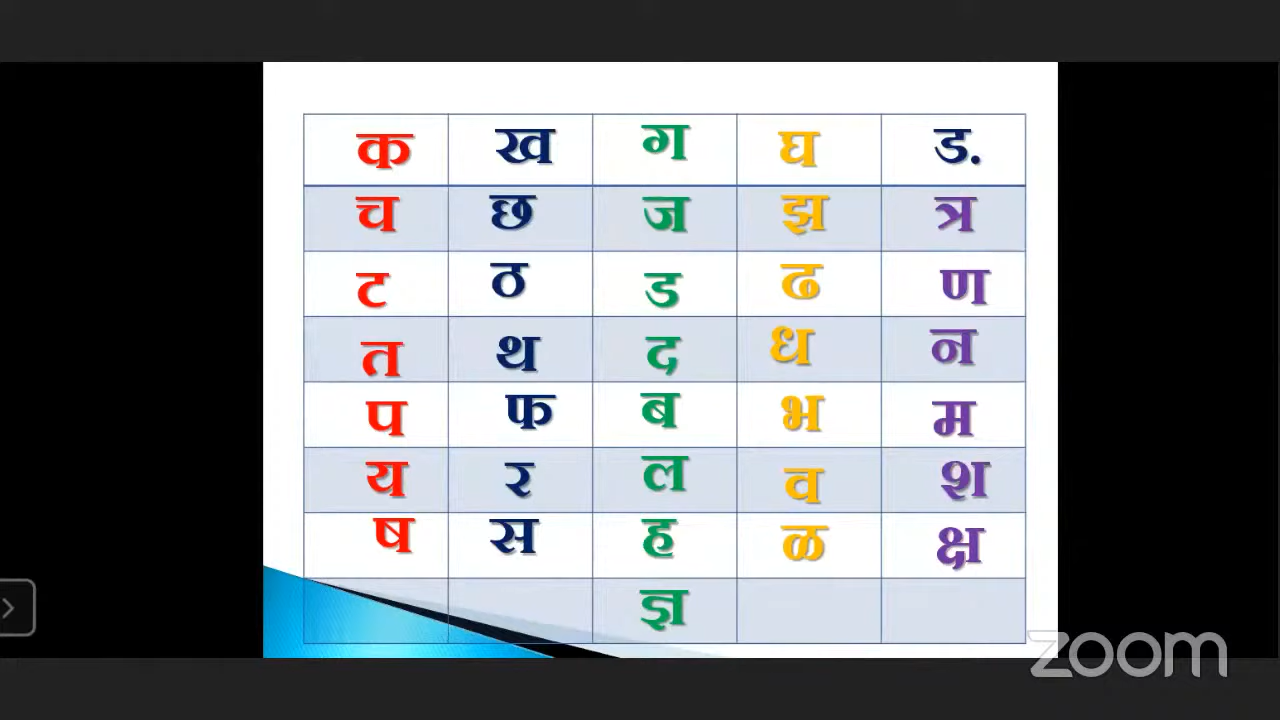 क ख ग घ ड.
च छ ज झ त्र
ट ठ ड ढ ण
त थ द ध न
प फ ब भ म
य र ल व श
ष स ह ळ क्ष
ज्ञ
zoom